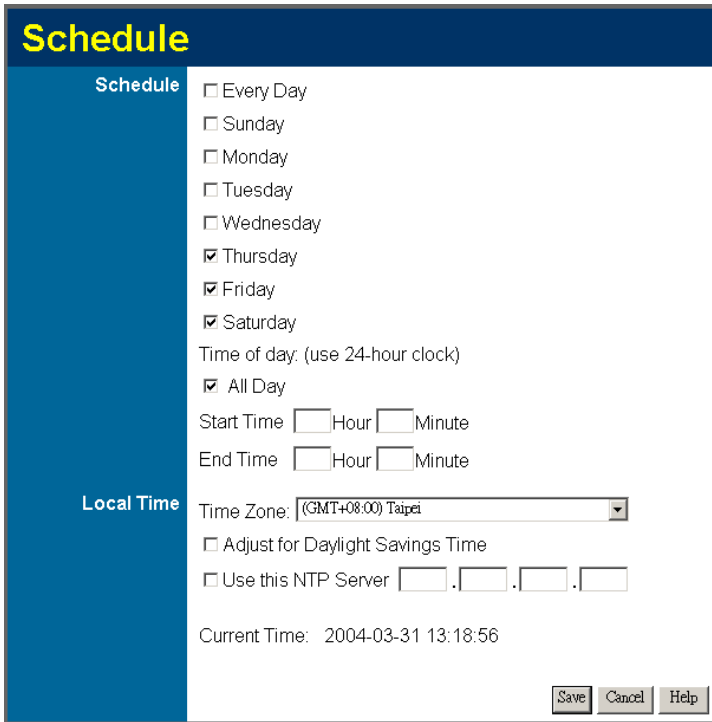 Schedule
Schedule
Every Day
Sunday
Monday
Tuesday
Wednesday
Thursday
Friday
Saturday
Time of day: (use 24-hour clock)
All Day
Start Time Hour Minute
End Time Hour Minute
Local Time
Time Zone: (GMT+08:00) Taipei
Adjust for Daylight Savings Time
Use this NTP Server . . .
Current Time: 2004-03-31 13:18:56
Save Cancel Help